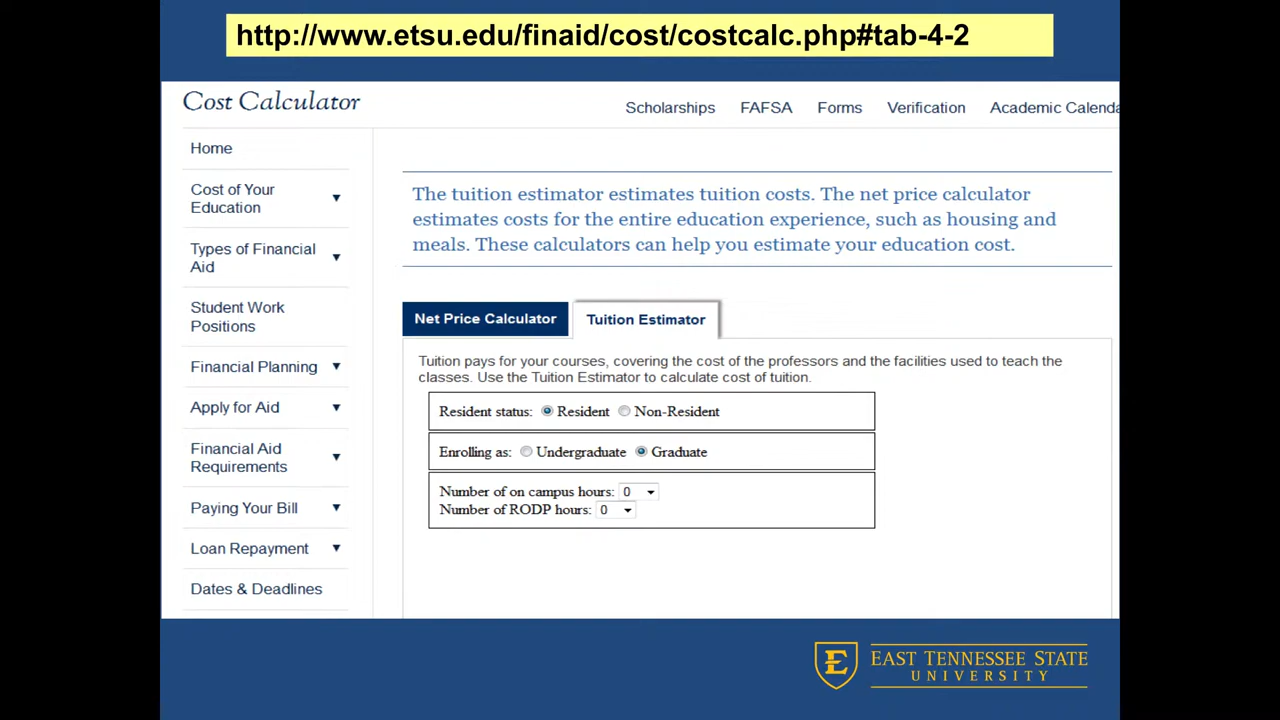 http://www.etsu.edu/finaid/cost/costcalc.php#tab-4-2
Cost Calculator
Scholarships FAFSA Forms Verification Academic Calenda
Home
Cost of Your
Education
Types of Financial
Aid
Student Work
Positions
Financial Planning
Apply for Aid
Financial Aid
Requirements
Paying Your Bill
Loan Repayment
Dates & Deadlines
The tuition estimator estimates tuition costs. The net price calculator
estimates costs for the entire education experience, such as housing and
meals. These calculators can help you estimate your education cost.
Net Price Calculator Tuition Estimator
Tuition pays for your courses, covering the cost of the professors and the facilities used to teach the
classes. Use the Tuition Estimator to calculate cost of tuition.
Resident status: Resident Non-Resident
Enrolling as: Undergraduate Graduate
Number of on campus hours: 0
Number of RODP hours: 0
E
EAST TENNESSEE STATE
UNIVERSITY